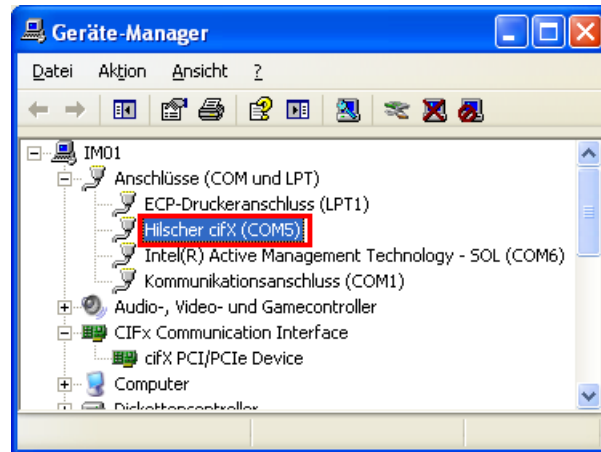 Geräte-Manager
Datei Aktion Ansicht ?
IM01
Anschlüsse (COM und LPT)
ECP-Druckeranschluss (LPT1)
Hilscher cifX (COM5)
Intel(R) Active Management Technology - SOL (COM6)
Kommunikationsanschluss (COM1)
Audio-, Video- und Gamecontroller
CIFx Communication Interface
cifX PCI/PCIe Device
Computer
Diskettencontroller